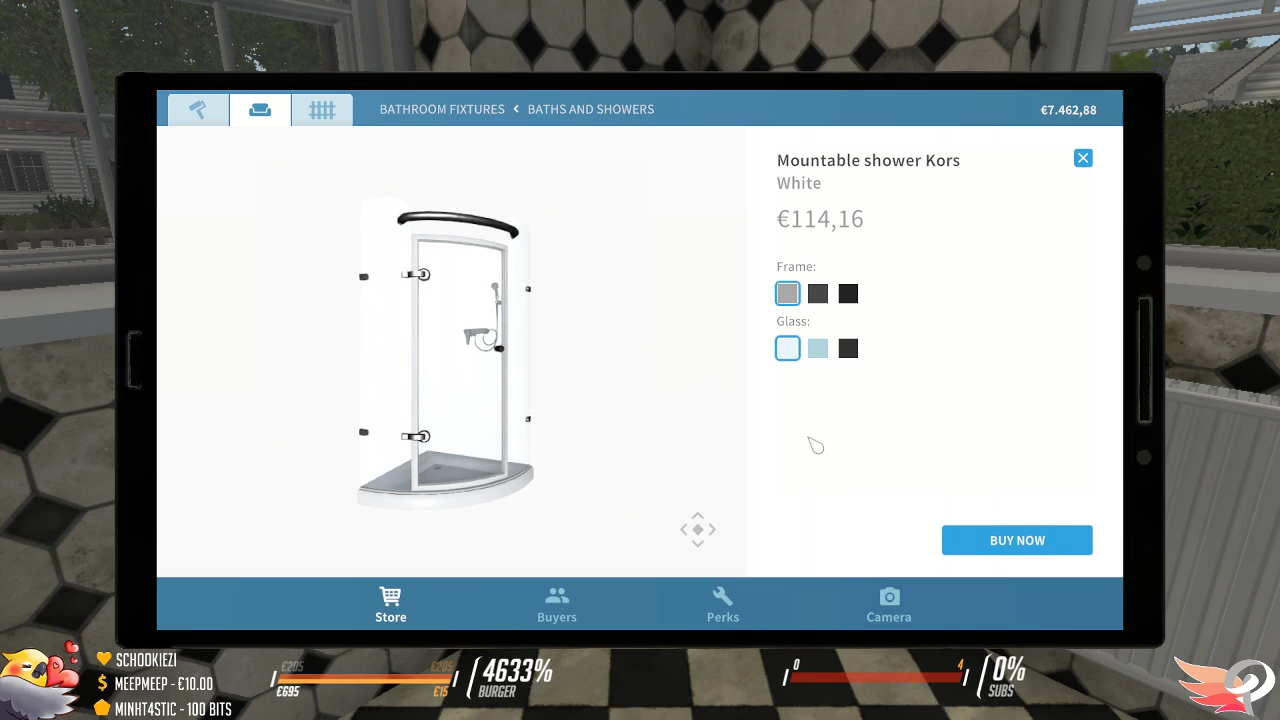 BATHROOM FIXTURES < BATHS AND SHOWERS
€7.462,88
Mountable shower Kors
White
€114,16
Frame:
Glass:
BUY NOW
Store
Buyers
Perks
Camera
SCHOOKIEZI
MEEPMEEP - €10.00
MINHT4STIC - 100 BITS
€205
€205
€695
€15
4633%
BURGER
0
4
0%
SUBS